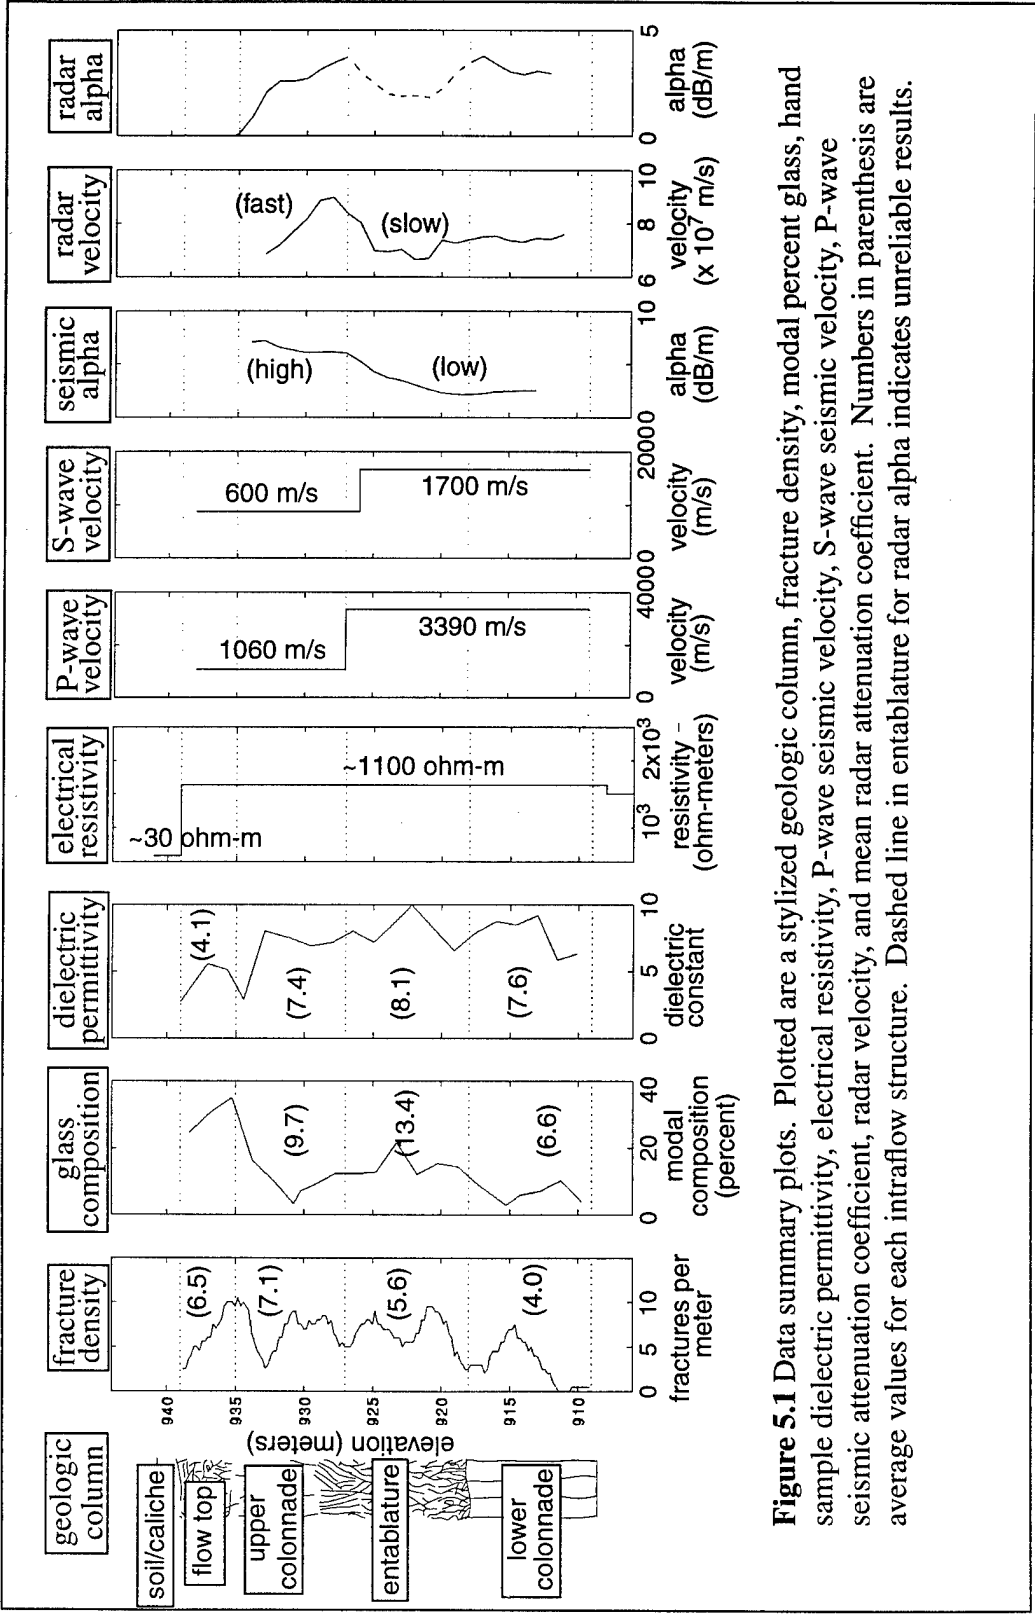 geologic
column
soil/caliche
flow top
upper
colonnade
entablature
lower
colonnade
elevation (meters)
940
935
930
925
920
915
910
fracture
density
(6.5)
(7.1)
(5.6)
(4.0)
0
5
10
fractures per
meter
glass
composition
(9.7)
(13.4)
(6.6)
0
20
40
modal
composition
(percent)
dielectric
permittivity
(4.1)
(7.4)
(8.1)
(7.6)
0
5
10
dielectric
constant
electrical
resistivity
~30 ohm-m
~1100 ohm-m
10³
2x10³
resistivity -
(ohm-meters)
P-wave
velocity
1060 m/s
3390 m/s
0
40000
velocity
(m/s)
S-wave
velocity
600 m/s
1700 m/s
0
20000
velocity
(m/s)
seismic
alpha
(high)
(low)
0
10
alpha
(dB/m)
radar
velocity
(fast)
(slow)
6
8
10
velocity
(x 10⁷ m/s)
radar
alpha
0
5
alpha
(dB/m)
Figure 5.1 Data summary plots. Plotted are a stylized geologic column, fracture density, modal percent glass, hand
sample dielectric permittivity, electrical resistivity, P-wave seismic velocity, S-wave seismic velocity, P-wave
seismic attenuation coefficient, radar velocity, and mean radar attenuation coefficient. Numbers in parenthesis are
average values for each intraflow structure. Dashed line in entablature for radar alpha indicates unreliable results.